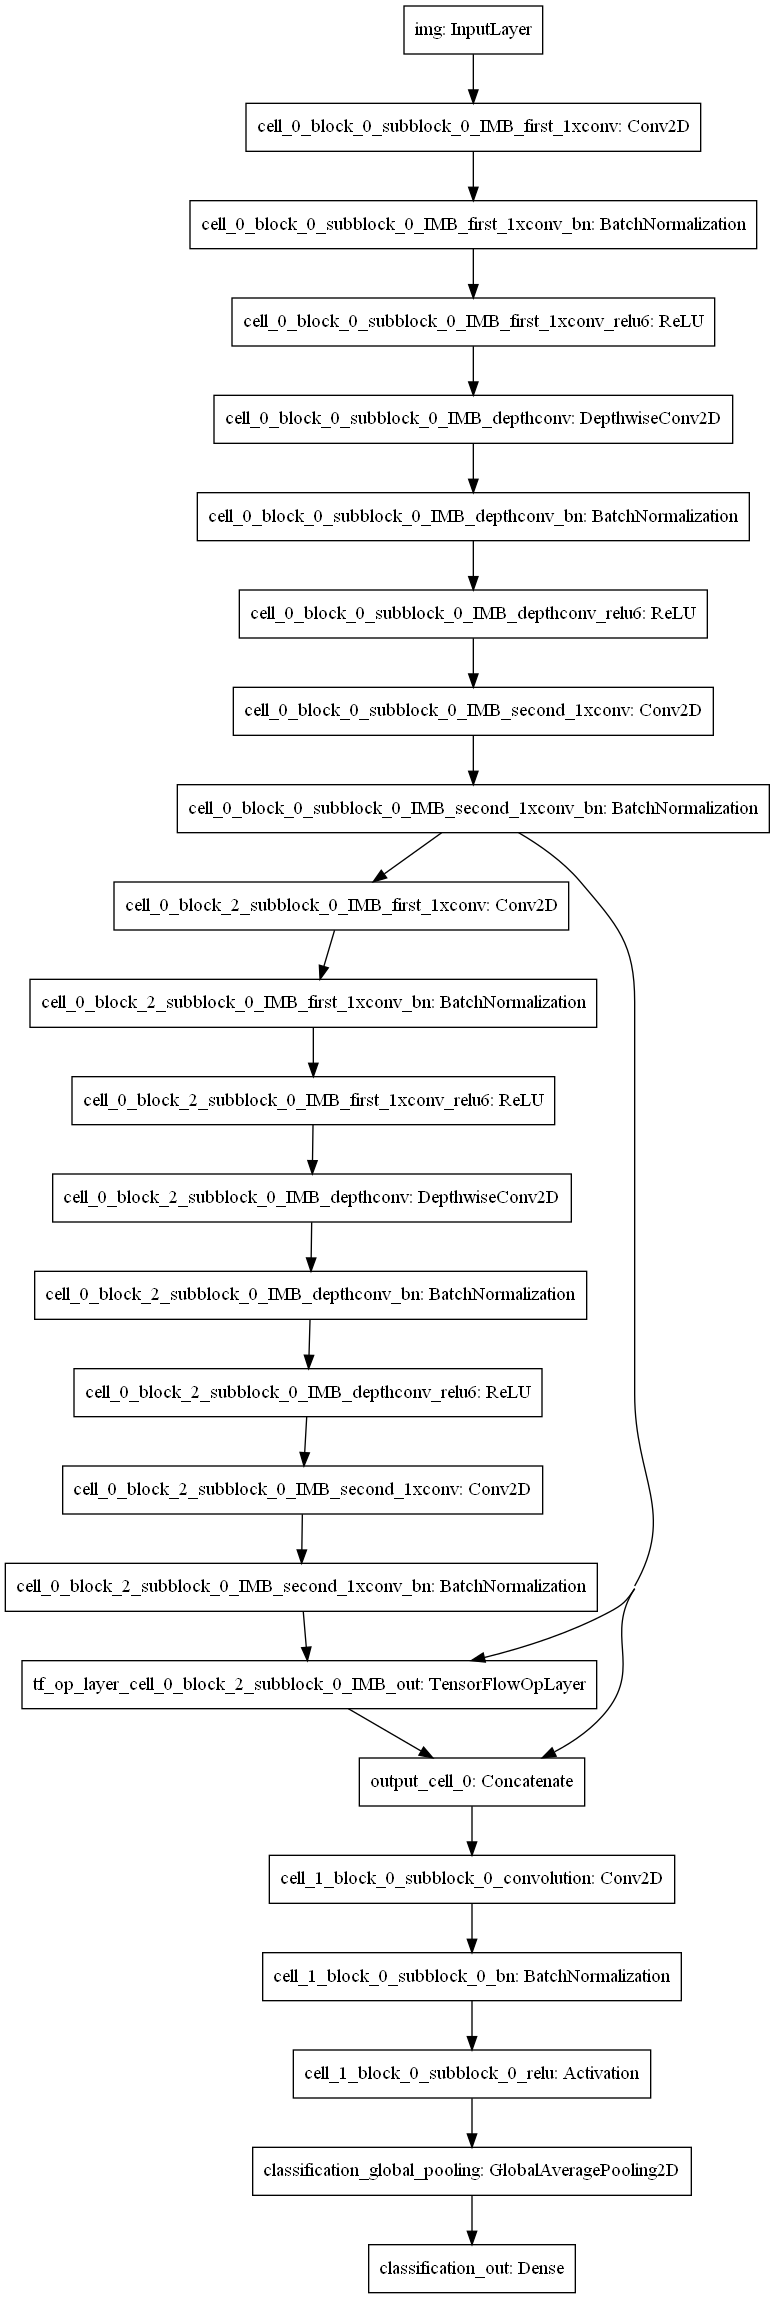 img: InputLayer
cell_0_block_0_subblock_0_IMB_first_1xconv: Conv2D
cell_0_block_0_subblock_0_IMB_first_1xconv_bn: BatchNormalization
cell_0_block_0_subblock_0_IMB_first_1xconv_relu6: ReLU
cell_0_block_0_subblock_0_IMB_depthconv: DepthwiseConv2D
cell_0_block_0_subblock_0_IMB_depthconv_bn: BatchNormalization
cell_0_block_0_subblock_0_IMB_depthconv_relu6: ReLU
cell_0_block_0_subblock_0_IMB_second_1xconv: Conv2D
cell_0_block_0_subblock_0_IMB_second_1xconv_bn: BatchNormalization
cell_0_block_2_subblock_0_IMB_first_1xconv: Conv2D
cell_0_block_2_subblock_0_IMB_first_1xconv_bn: BatchNormalization
cell_0_block_2_subblock_0_IMB_first_1xconv_relu6: ReLU
cell_0_block_2_subblock_0_IMB_depthconv: DepthwiseConv2D
cell_0_block_2_subblock_0_IMB_depthconv_bn: BatchNormalization
cell_0_block_2_subblock_0_IMB_depthconv_relu6: ReLU
cell_0_block_2_subblock_0_IMB_second_1xconv: Conv2D
cell_0_block_2_subblock_0_IMB_second_1xconv_bn: BatchNormalization
tf_op_layer_cell_0_block_2_subblock_0_IMB_out: TensorFlowOpLayer
output_cell_0: Concatenate
cell_1_block_0_subblock_0_convolution: Conv2D
cell_1_block_0_subblock_0_bn: BatchNormalization
cell_1_block_0_subblock_0_relu: Activation
classification_global_pooling: GlobalAveragePooling2D
classification_out: Dense